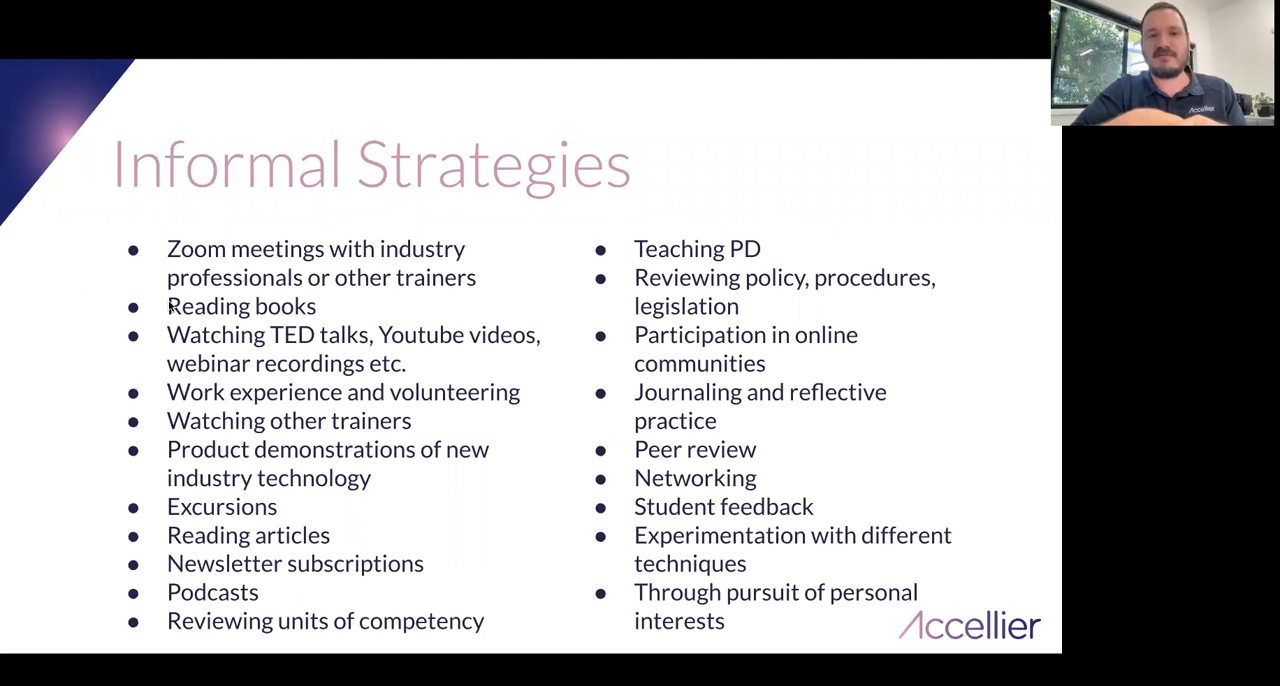 Accellier
Informal Strategies
● Zoom meetings with industry
professionals or other trainers
● Reading books
● Watching TED talks, Youtube videos,
webinar recordings etc.
● Work experience and volunteering
● Watching other trainers
● Product demonstrations of new
industry technology
● Excursions
● Reading articles
● Newsletter subscriptions
● Podcasts
● Reviewing units of competency
● Teaching PD
● Reviewing policy, procedures,
legislation
● Participation in online
communities
● Journaling and reflective
practice
● Peer review
● Networking
● Student feedback
● Experimentation with different
techniques
● Through pursuit of personal
interests
Accellier